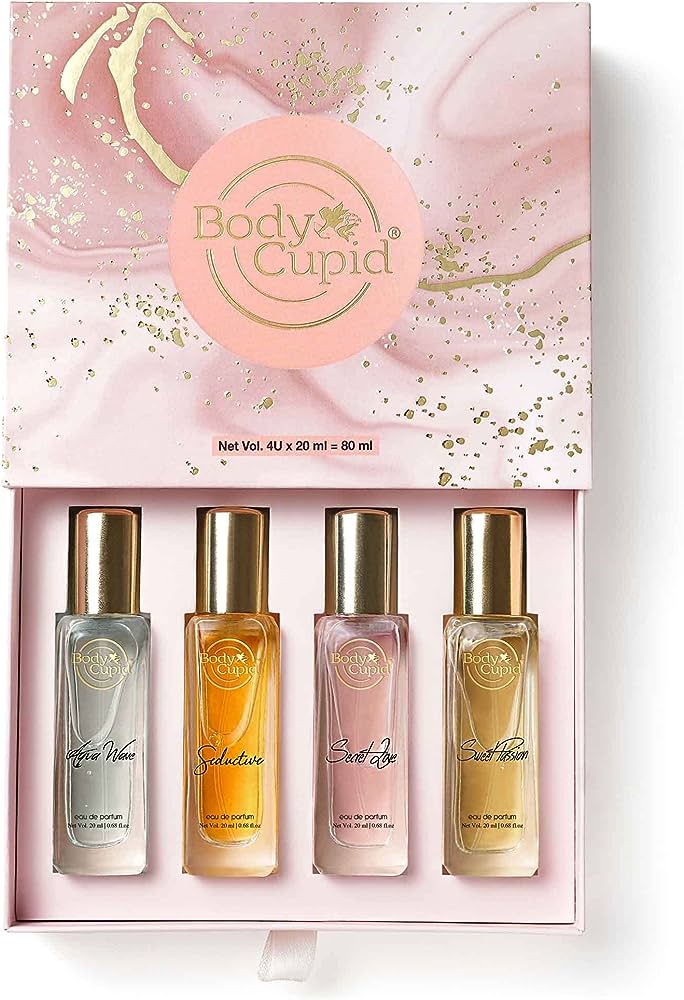 Body
Cupid®
Net Vol. 4U x 20 ml = 80 ml
Body
Cupid
Aqua Wave
eau de parfum
Net Vol. 20 ml | 0.68 fl.oz
Body
Cupid
Seductive
eau de parfum
Net Vol. 20 ml | 0.68 fl.oz
Body
Cupid
Secret Love
eau de parfum
Net Vol. 20 ml | 0.68 fl.oz
Body
Cupid
Sweet Passion
eau de parfum
Net Vol. 20 ml | 0.68 fl.oz